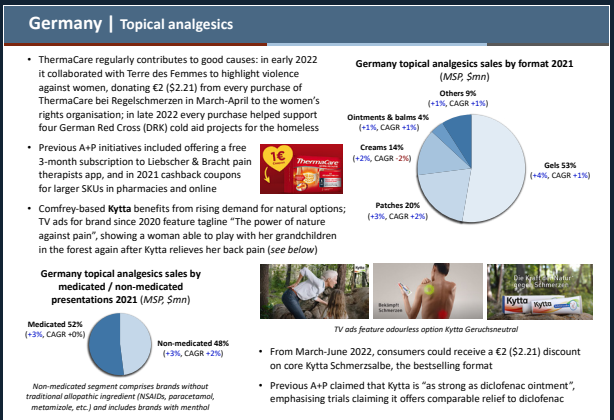 Germany | Topical analgesics
• ThermaCare regularly contributes to good causes: in early 2022
it collaborated with Terre des Femmes to highlight violence
against women, donating €2 ($2.21) from every purchase of
ThermaCare bei Regelschmerzen in March-April to the women's
rights organisation; in late 2022 every purchase helped support
four German Red Cross (DRK) cold aid projects for the homeless
• Previous A+P initiatives included offering a free
3-month subscription to Liebscher & Bracht pain
therapists app, and in 2021 cashback coupons
for larger SKUs in pharmacies and online
1€
ThermaCare
• Comfrey-based Kytta benefits from rising demand for natural options;
TV ads for brand since 2020 feature tagline "The power of nature
against pain", showing a woman able to play with her grandchildren
in the forest again after Kytta relieves her back pain (see below)
Germany topical analgesics sales by format 2021
(MSP, $mn)
Others 9%
(+1%, CAGR +1%)
Ointments & balms 4%
(+1%, CAGR +1%)
Creams 14%
(+2%, CAGR -2%)
Gels 53%
(+4%, CAGR +1%)
Patches 20%
(+3%, CAGR +2%)
Germany topical analgesics sales by
medicated / non-medicated
presentations 2021 (MSP, $mn)
Medicated 52%
(+3%, CAGR +0%)
Non-medicated 48%
(+3%, CAGR +2%)
Non-medicated segment comprises brands without
traditional allopathic ingredient (NSAIDs, paracetamol,
metamizole, etc.) and includes brands with menthol
Bekämpft
Schmerzen
Die Kraft der Natur
gegen Schmerzen
Kytta
Kytta
TV ads feature odourless option Kytta Geruchsneutral
• From March-June 2022, consumers could receive a €2 ($2.21) discount
on core Kytta Schmerzsalbe, the bestselling format
• Previous A+P claimed that Kytta is "as strong as diclofenac ointment",
emphasising trials claiming it offers comparable relief to diclofenac